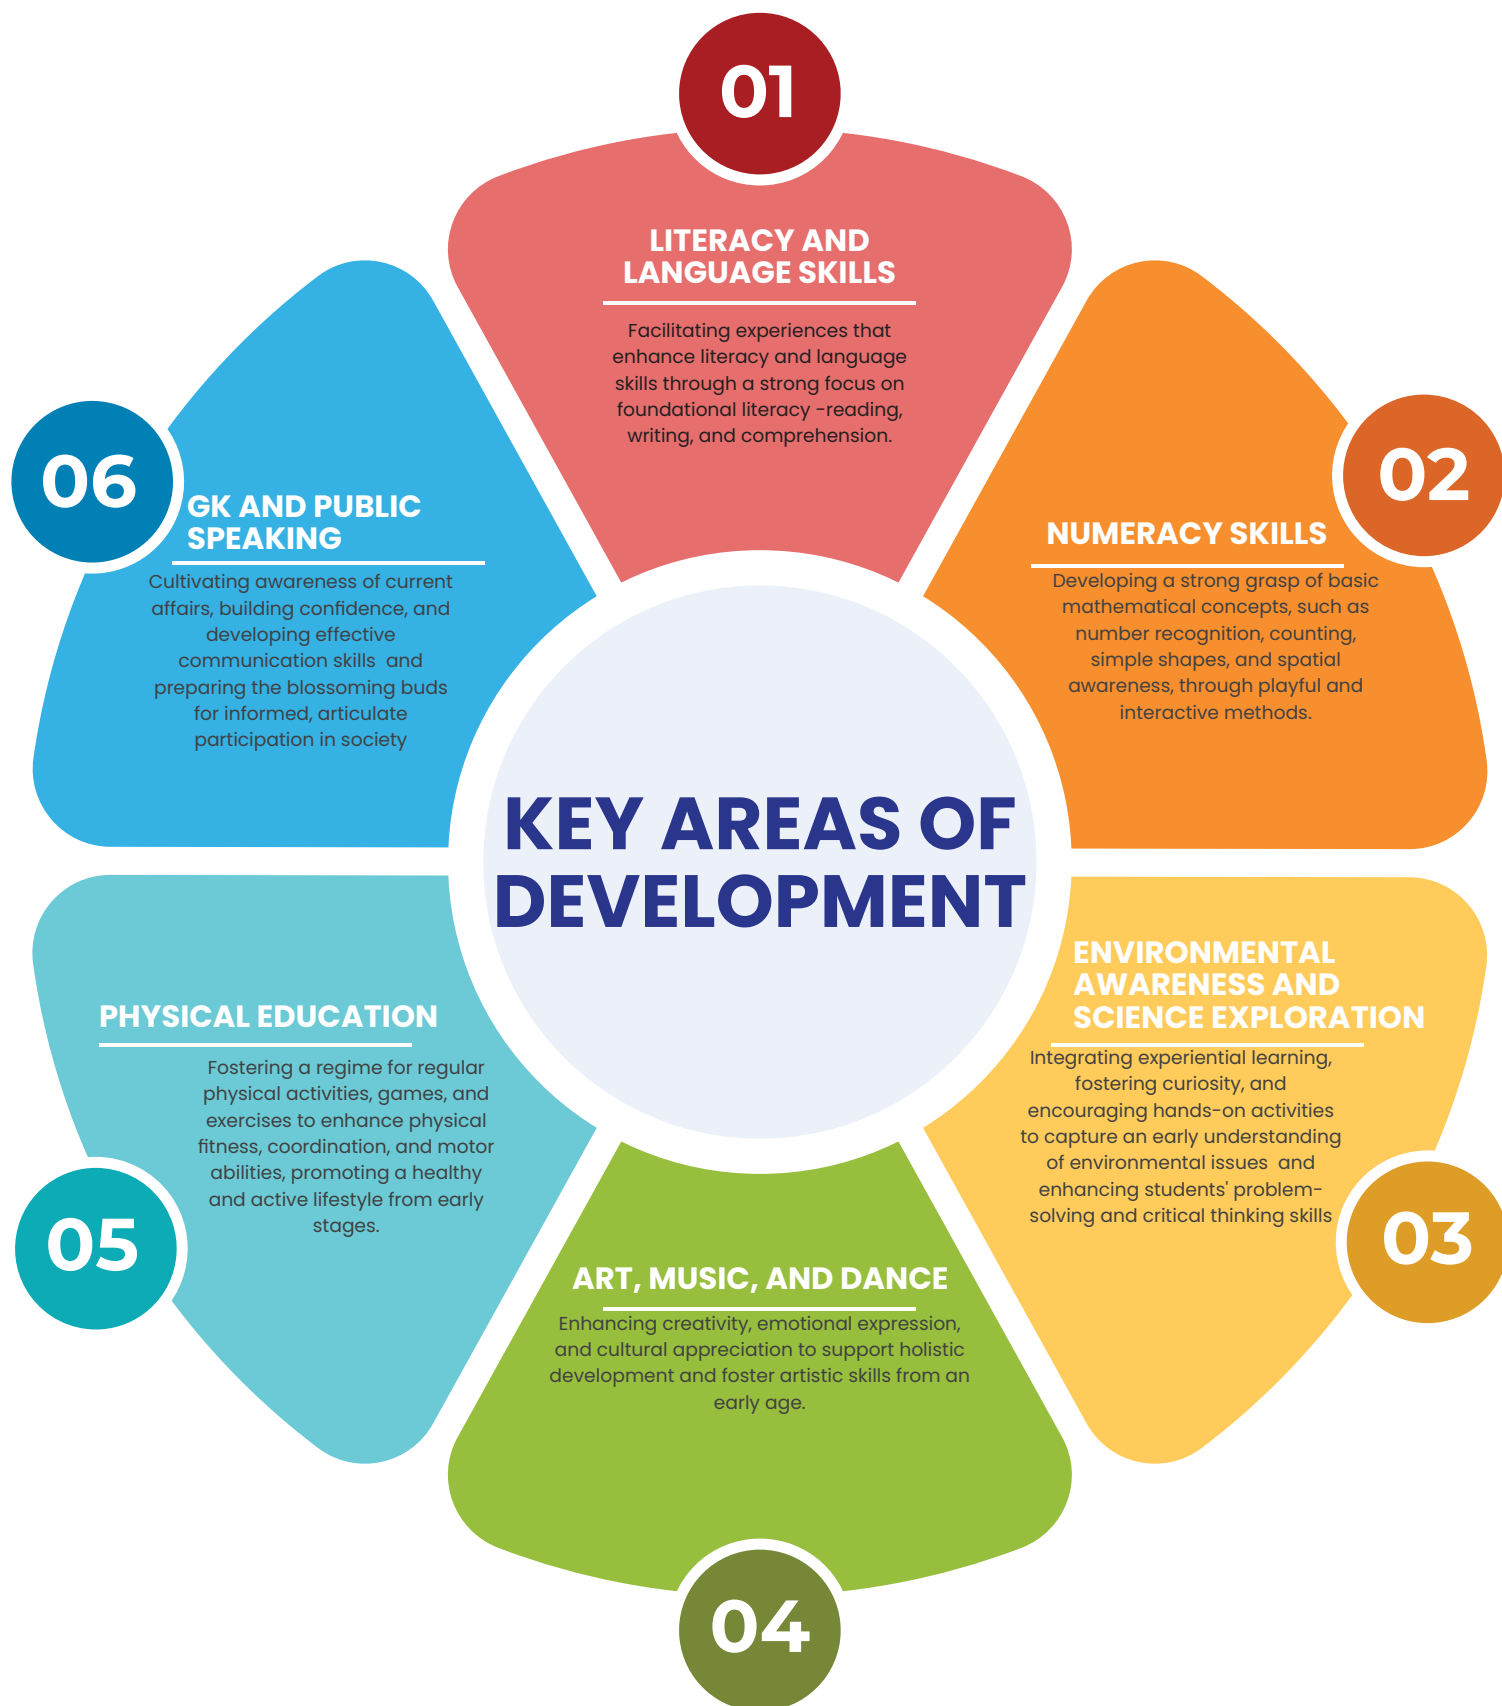 01
LITERACY AND
LANGUAGE SKILLS
Facilitating experiences that
enhance literacy and language
skills through a strong focus on
foundational literacy -reading,
writing, and comprehension.
02
NUMERACY SKILLS
Developing a strong grasp of basic
mathematical concepts, such as
number recognition, counting,
simple shapes, and spatial
awareness, through playful and
interactive methods.
KEY AREAS OF
DEVELOPMENT
ENVIRONMENTAL
AWARENESS AND
SCIENCE EXPLORATION
Integrating experiential learning,
fostering curiosity, and
encouraging hands-on activities
to capture an early understanding
of environmental issues  and
enhancing students' problem-
solving and critical thinking skills
03
ART, MUSIC, AND DANCE
Enhancing creativity, emotional expression,
and cultural appreciation to support holistic
development and foster artistic skills from an
early age.
04
PHYSICAL EDUCATION
Fostering a regime for regular
physical activities, games, and
exercises to enhance physical
fitness, coordination, and motor
abilities, promoting a healthy
and active lifestyle from early
stages.
05
06
GK AND PUBLIC
SPEAKING
Cultivating awareness of current
affairs, building confidence, and
developing effective
communication skills  and
preparing the blossoming buds
for informed, articulate
participation in society